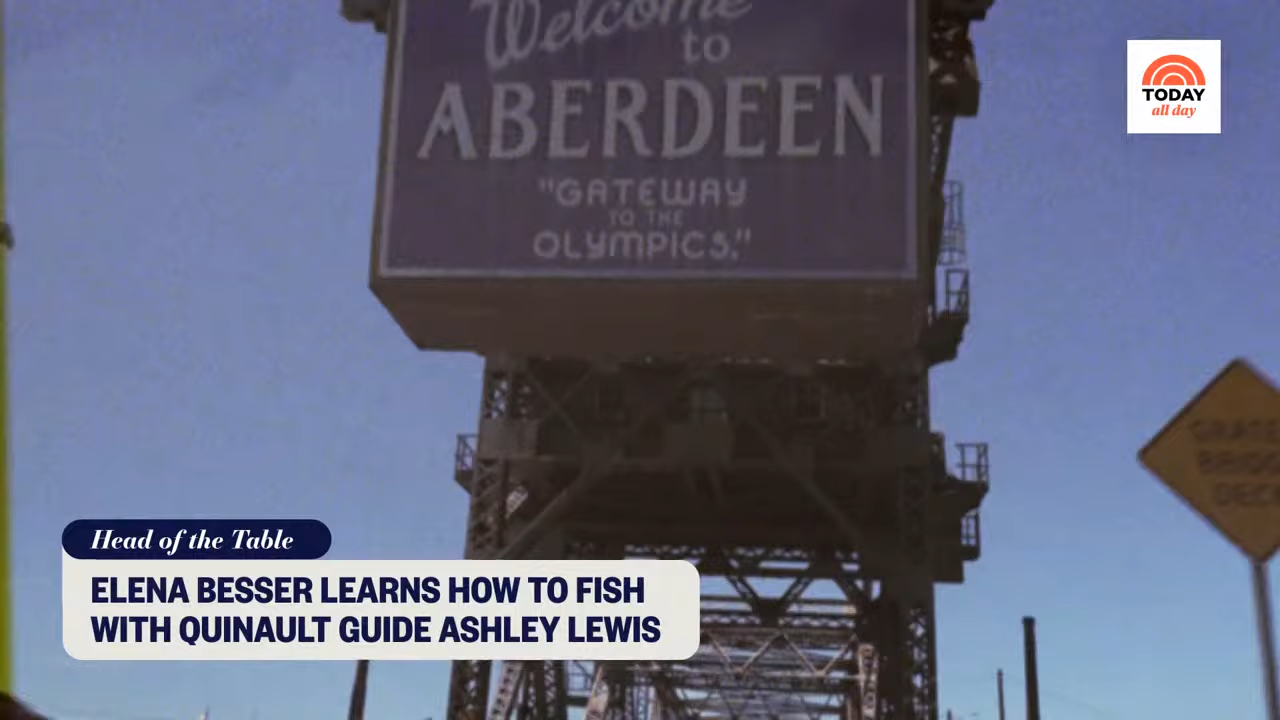 Welcome
to
ABERDEEN
"GATEWAY
TO THE
OLYMPICS."
TODAY
all day
BRIDGE
Head of the Table
ELENA BESSER LEARNS HOW TO FISH
WITH QUINAULT GUIDE ASHLEY LEWIS